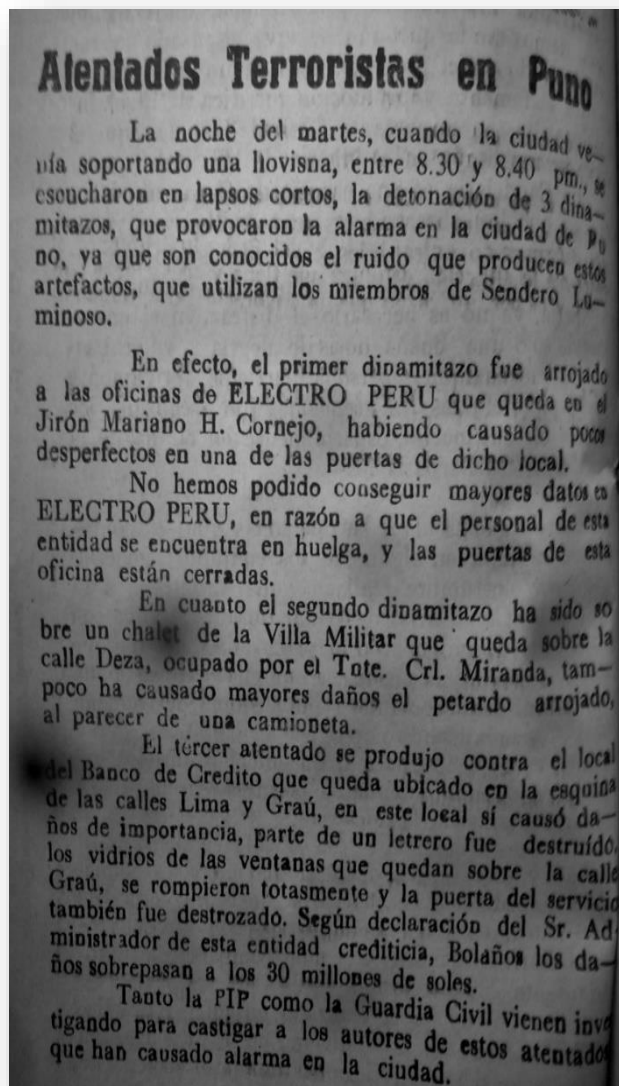 Atentados Terroristas en Puno
La noche del martes, cuando la ciudad ve-
nía soportando una llovisna, entre 8.30 y 8.40 pm., se
escucharon en lapsos cortos, la detonación de 3 dina-
mitazos, que provocaron la alarma en la ciudad de Pu
no, ya que son conocidos el ruido que producen estos
artefactos, que utilizan los miembros de Sendero Lu-
minoso.
En efecto, el primer dinamitazo fue arrojado
a las oficinas de ELECTRO PERU que queda en el
Jirón Mariano H. Cornejo, habiendo causado pocos
desperfectos en una de las puertas de dicho local.
No hemos podido conseguir mayores datos en
ELECTRO PERU, en razón a que el personal de esta
entidad se encuentra en huelga, y las puertas de esta
oficina están cerradas.
En cuanto el segundo dinamitazo ha sido so
bre un chalet de la Villa Militar que queda sobre la
calle Deza, ocupado por el Tnte. Crl. Miranda, tam-
poco ha causado mayores daños el petardo arrojado,
al parecer de una camioneta.
El tércer atentado se produjo contra el local
del Banco de Credito que queda ubicado en la esquina
de las calles Lima y Graú, en este local sí causó da-
ños de importancia, parte de un letrero fue destruído,
los vidrios de las ventanas que quedan sobre la calle
Graú, se rompieron totasmente y la puerta del servicio
también fue destrozado. Según declaración del Sr. Ad
ministrador de esta entidad crediticia, Bolaños los da-
ños sobrepasan a los 30 millones de soles.
Tanto la PIP como la Guardia Civil vienen inve
tigando para castigar a los autores de estos atentados
que han causado alarma en la ciudad.